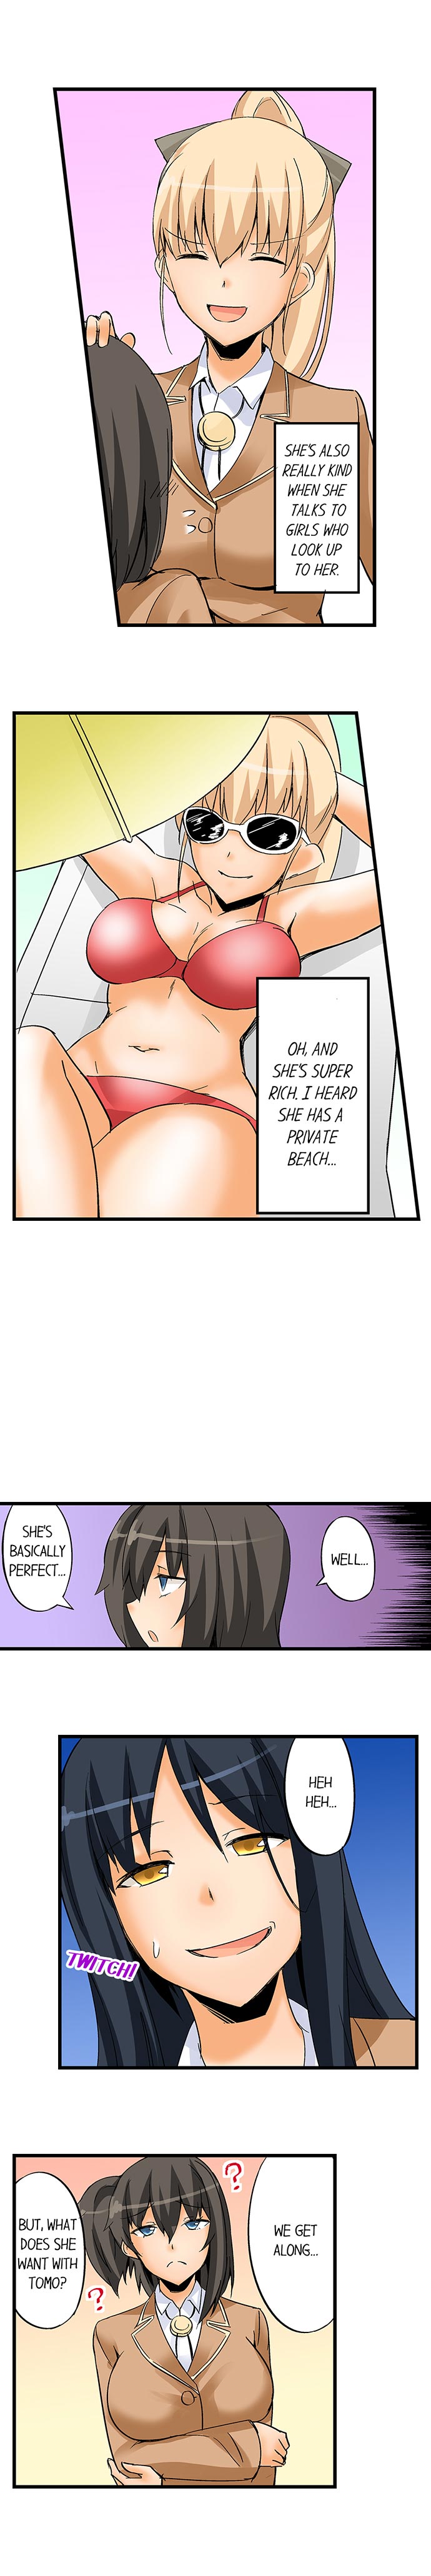 SHE'S ALSO
REALLY KIND
WHEN SHE
TALKS TO
GIRLS WHO
LOOK UP
TO HER.
OH, AND
SHE'S SUPER
RICH. I HEARD
SHE HAS A
PRIVATE
BEACH...
WELL...
SHE'S
BASICALLY
PERFECT...
HEH
HEH...
TWITCH!
WE GET
ALONG...
?
BUT, WHAT
DOES SHE
WANT WITH
TOMO?
?